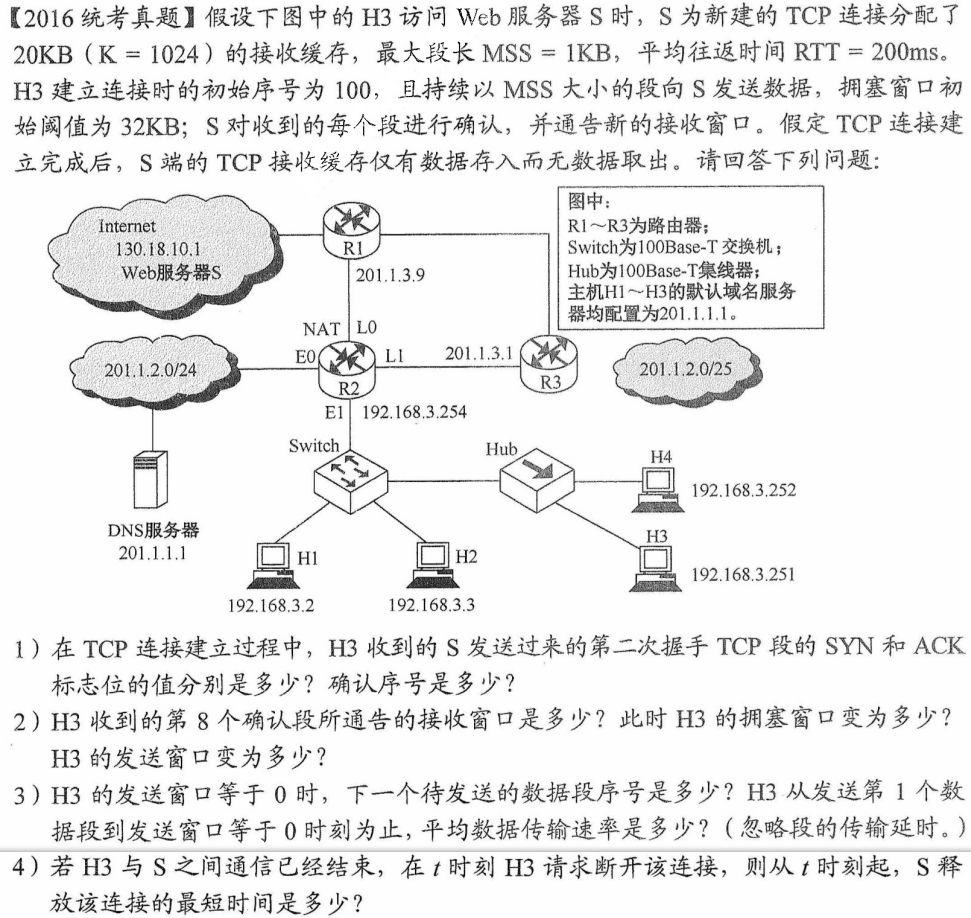 【2016 统考真题】假设下图中的 H3 访问 Web 服务器 S 时，S 为新建的 TCP 连接分配了
20KB（K = 1024）的接收缓存，最大段长 MSS = 1KB，平均往返时间 RTT = 200ms。
H3 建立连接时的初始序号为 100，且持续以 MSS 大小的段向 S 发送数据，拥塞窗口初
始阈值为 32KB；S 对收到的每个段进行确认，并通告新的接收窗口。假定 TCP 连接建
立完成后，S 端的 TCP 接收缓存仅有数据存入而无数据取出。请回答下列问题：
Internet
130.18.10.1
Web服务器S
R1
201.1.3.9
图中：
R1～R3为路由器；
Switch为100Base-T 交换机；
Hub为100Base-T集线器；
主机H1～H3的默认域名服务
器均配置为201.1.1.1。
NAT
L0
201.1.2.0/24
E0
R2
L1
201.1.3.1
R3
201.1.2.0/25
E1
192.168.3.254
Switch
Hub
H4
192.168.3.252
DNS服务器
201.1.1.1
H1
192.168.3.2
H2
192.168.3.3
H3
192.168.3.251
1）在 TCP 连接建立过程中，H3 收到的 S 发送过来的第二次握手 TCP 段的 SYN 和 ACK
标志位的值分别是多少？确认序号是多少？
2）H3 收到的第 8 个确认段所通告的接收窗口是多少？此时 H3 的拥塞窗口变为多少？
H3 的发送窗口变为多少？
3）H3 的发送窗口等于 0 时，下一个待发送的数据段序号是多少？H3 从发送第 1 个数
据段到发送窗口等于 0 时刻为止，平均数据传输速率是多少？（忽略段的传输延时。）
4）若 H3 与 S 之间通信已经结束，在 t 时刻 H3 请求断开该连接，则从 t 时刻起，S 释
放该连接的最短时间是多少？